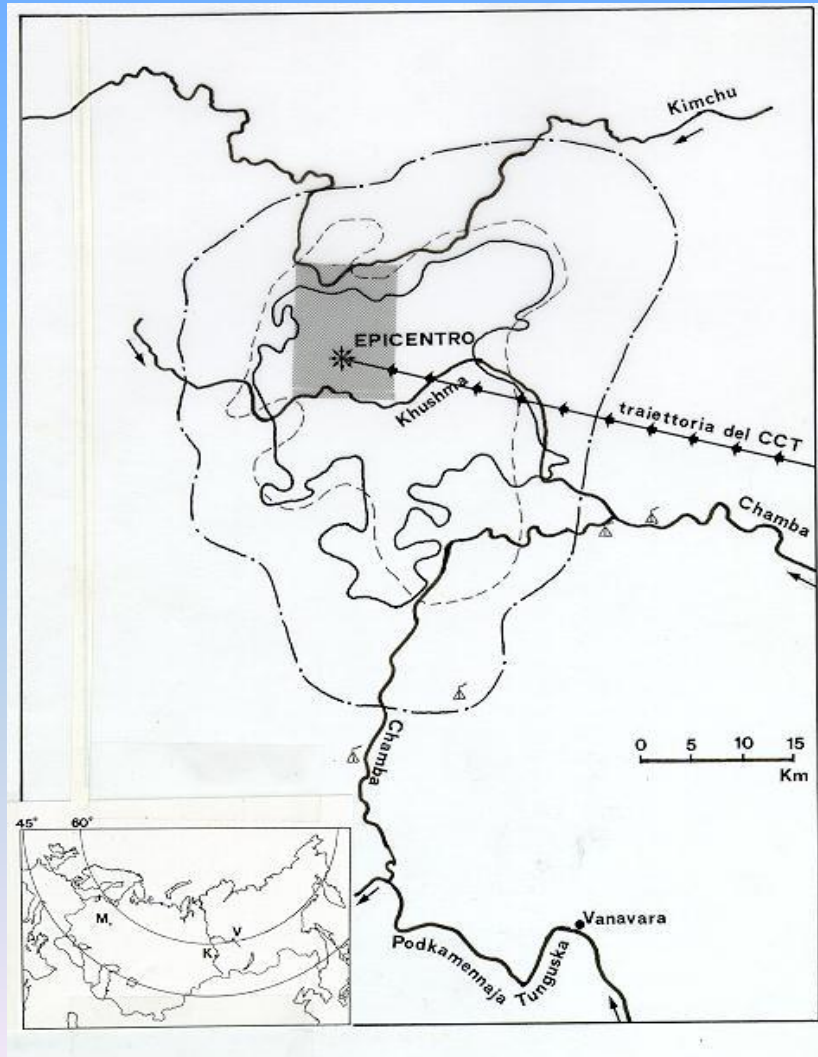 Kimchu
EPICENTRO
Khushma
traiettoria del CCT
Chamba
Chamba
0 5 10 15
Km
45° 60°
M
V
K
Vanavara
Podkamennaja Tunguska